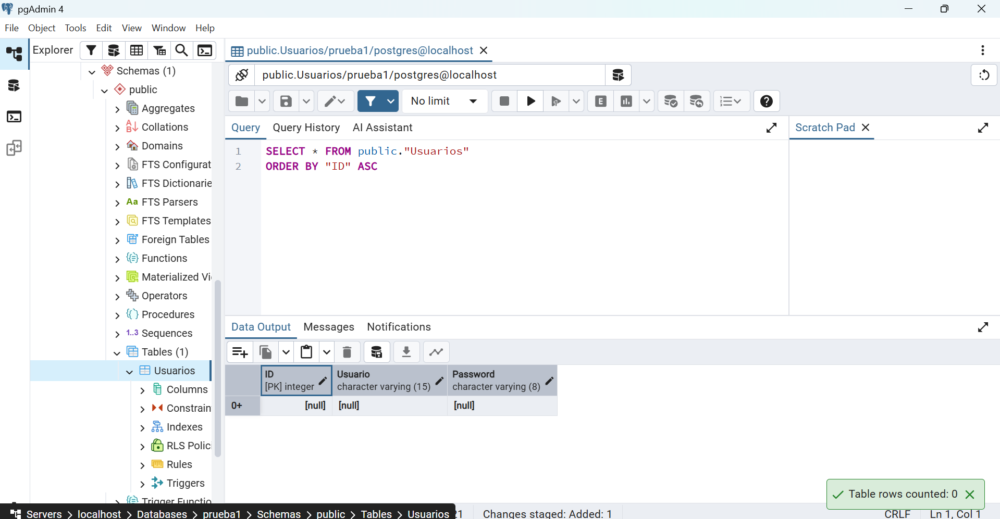 pgAdmin 4
File Object Tools Edit View Window Help
Explorer
public.Usuarios/prueba1/postgres@localhost
Schemas (1)
public
Aggregates
Collations
Domains
FTS Configurat
FTS Dictionarie
Aa FTS Parsers
FTS Templates
Foreign Tables
Functions
Materialized Vi
Operators
Procedures
1..3 Sequences
Tables (1)
Usuarios
Columns
Constrain
Indexes
RLS Polic
Rules
Triggers
Trigger Functio
public.Usuarios/prueba1/postgres@localhost
No limit
E
Query Query History AI Assistant
Scratch Pad
1 SELECT * FROM public."Usuarios"
2 ORDER BY "ID" ASC
Data Output Messages Notifications
ID Usuario Password
[PK] integer character varying (15) character varying (8)
0+ [null] [null] [null]
Table rows counted: 0
Servers > localhost > Databases > prueba1 > Schemas > public > Tables > Usuarios
21 Changes staged: Added: 1 CRLF Ln 1, Col 1